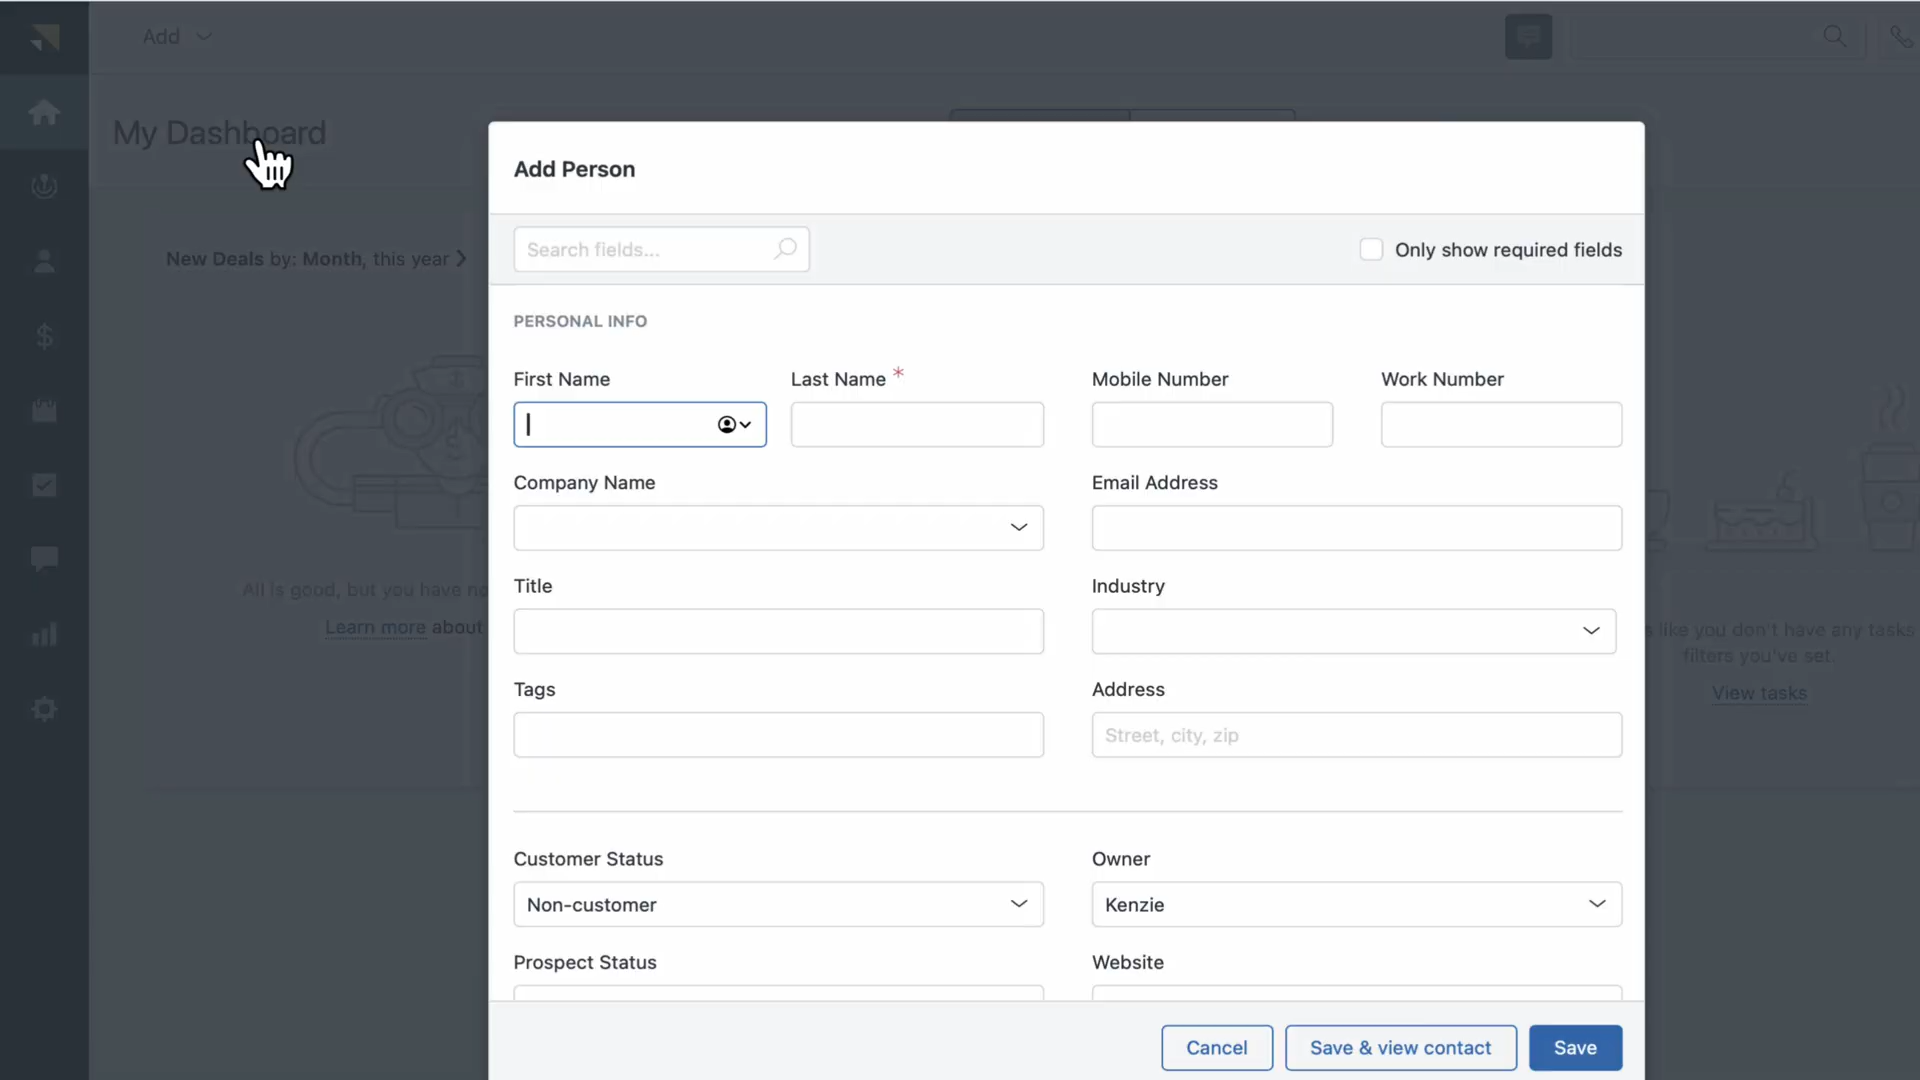 Add
My Dashboard
New Deals by: Month, this year
All is good, but you have no
Learn more about
Add Person
Search fields...
Only show required fields
PERSONAL INFO
First Name
Last Name *
Mobile Number
Work Number
Company Name
Email Address
Title
Industry
Tags
Address
Street, city, zip
Customer Status
Owner
Non-customer
Kenzie
Prospect Status
Website
Cancel
Save & view contact
Save
s like you don't have any tasks
filters you've set.
View tasks